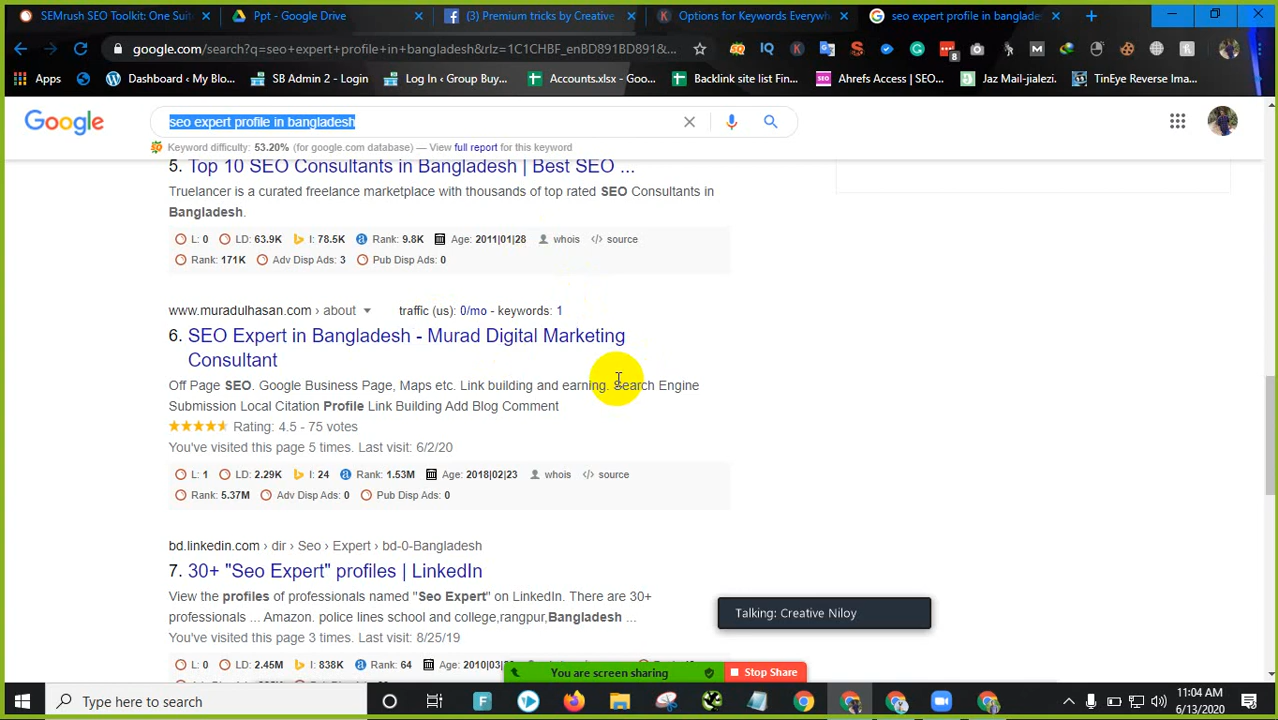 SEMrush SEO Toolkit: One Suit
Ppt - Google Drive
(3) Premium tricks by Creative
Options for Keywords Everywh
seo expert profile in banglade
google.com/search?q=seo+expert+profile+in+bangladesh&rlz=1C1CHBF_enBD891BD891&...
Apps
Dashboard ‹ My Blo...
SB Admin 2 - Login
Log In ‹ Group Buy...
Accounts.xlsx - Goo...
Backlink site list Fin...
Ahrefs Access | SEO...
Jaz Mail-jialezi.
TinEye Reverse Ima...
Google
seo expert profile in bangladesh
Keyword difficulty: 53.20% (for google.com database) — View full report for this keyword
5. Top 10 SEO Consultants in Bangladesh | Best SEO ...
Truelancer is a curated freelance marketplace with thousands of top rated SEO Consultants in
Bangladesh.
L: 0 LD: 63.9K I: 78.5K Rank: 9.8K Age: 2011|01|28 whois </> source
Rank: 171K Adv Disp Ads: 3 Pub Disp Ads: 0
www.muradulhasan.com › about traffic (us): 0/mo - keywords: 1
6. SEO Expert in Bangladesh - Murad Digital Marketing
Consultant
Off Page SEO. Google Business Page, Maps etc. Link building and earning. Search Engine
Submission Local Citation Profile Link Building Add Blog Comment
Rating: 4.5 - 75 votes
You've visited this page 5 times. Last visit: 6/2/20
L: 1 LD: 2.29K I: 24 Rank: 1.53M Age: 2018|02|23 whois </> source
Rank: 5.37M Adv Disp Ads: 0 Pub Disp Ads: 0
bd.linkedin.com › dir › Seo › Expert › bd-0-Bangladesh
7. 30+ "Seo Expert" profiles | LinkedIn
View the profiles of professionals named "Seo Expert" on LinkedIn. There are 30+
professionals ... Amazon. police lines school and college,rangpur,Bangladesh ...
You've visited this page 3 times. Last visit: 8/25/19
L: 0 LD: 2.45M I: 838K Rank: 64
Talking: Creative Niloy
You are screen sharing
Stop Share
Type here to search
11:04 AM
6/13/2020